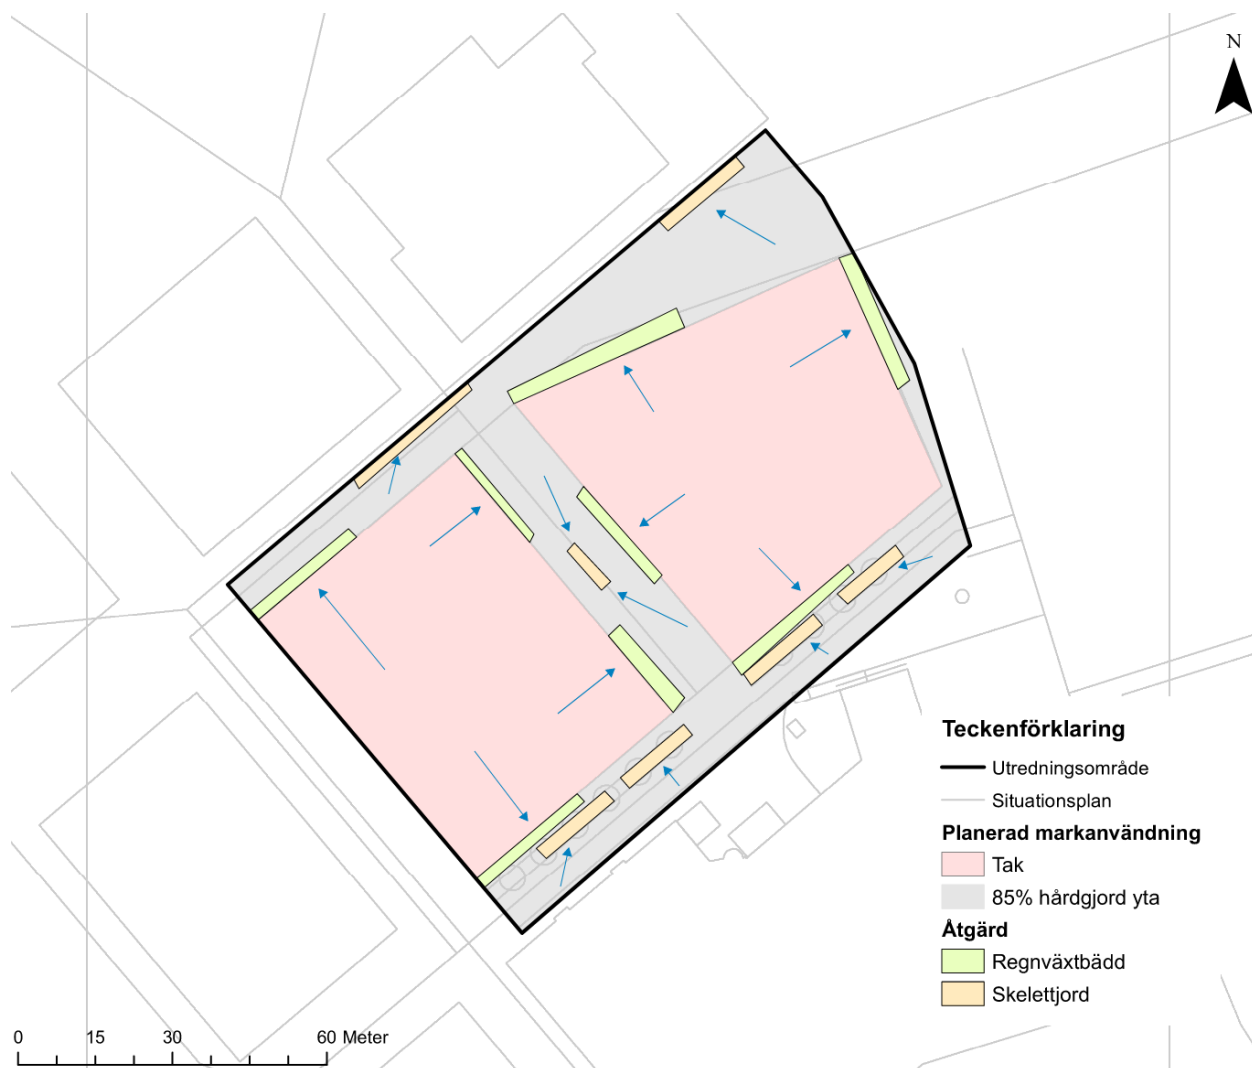 N
Teckenförklaring
Utredningsområde
Situationsplan
Planerad markanvändning
Tak
85% hårdgjord yta
Åtgärd
Regnväxtbädd
Skelettjord
0 15 30 60 Meter